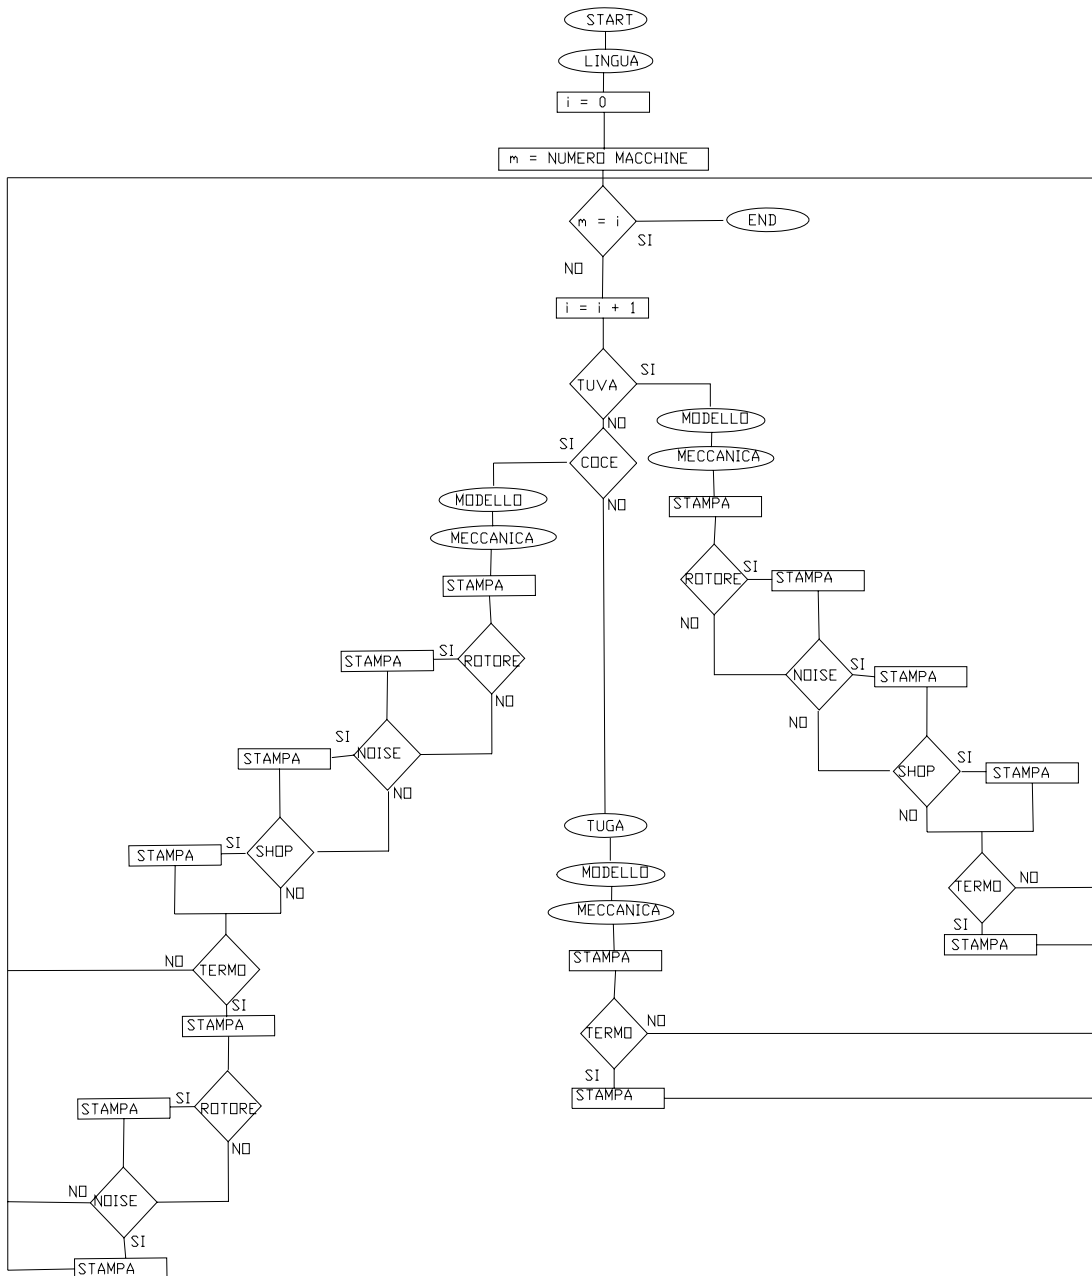 START
LINGUA
i = 0
m = NUMERO MACCHINE
m = i
END
SI
NO
i = i + 1
SI
TUVA
NO
MODELLO
SI
MECCANICA
COCE
NO
MODELLO
STAMPA
MECCANICA
SI
ROTORE
STAMPA
STAMPA
NO
SI
STAMPA
ROTORE
SI
NOISE
STAMPA
NO
NO
SI
NOISE
STAMPA
SI
SHOP
STAMPA
NO
NO
TUGA
SI
SHOP
STAMPA
MODELLO
NO
TERMO
NO
MECCANICA
SI
STAMPA
STAMPA
NO
TERMO
SI
STAMPA
NO
TERMO
SI
STAMPA
SI
ROTORE
STAMPA
NO
NO
NOISE
SI
STAMPA